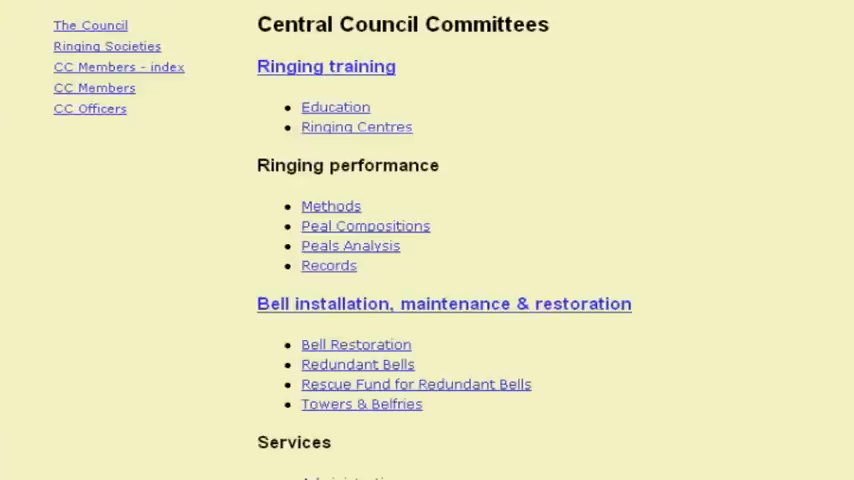 The Council
Ringing Societies
CC Members - index
CC Members
CC Officers
Central Council Committees
Ringing training
Education
Ringing Centres
Ringing performance
Methods
Peal Compositions
Peals Analysis
Records
Bell installation, maintenance & restoration
Bell Restoration
Redundant Bells
Rescue Fund for Redundant Bells
Towers & Belfries
Services